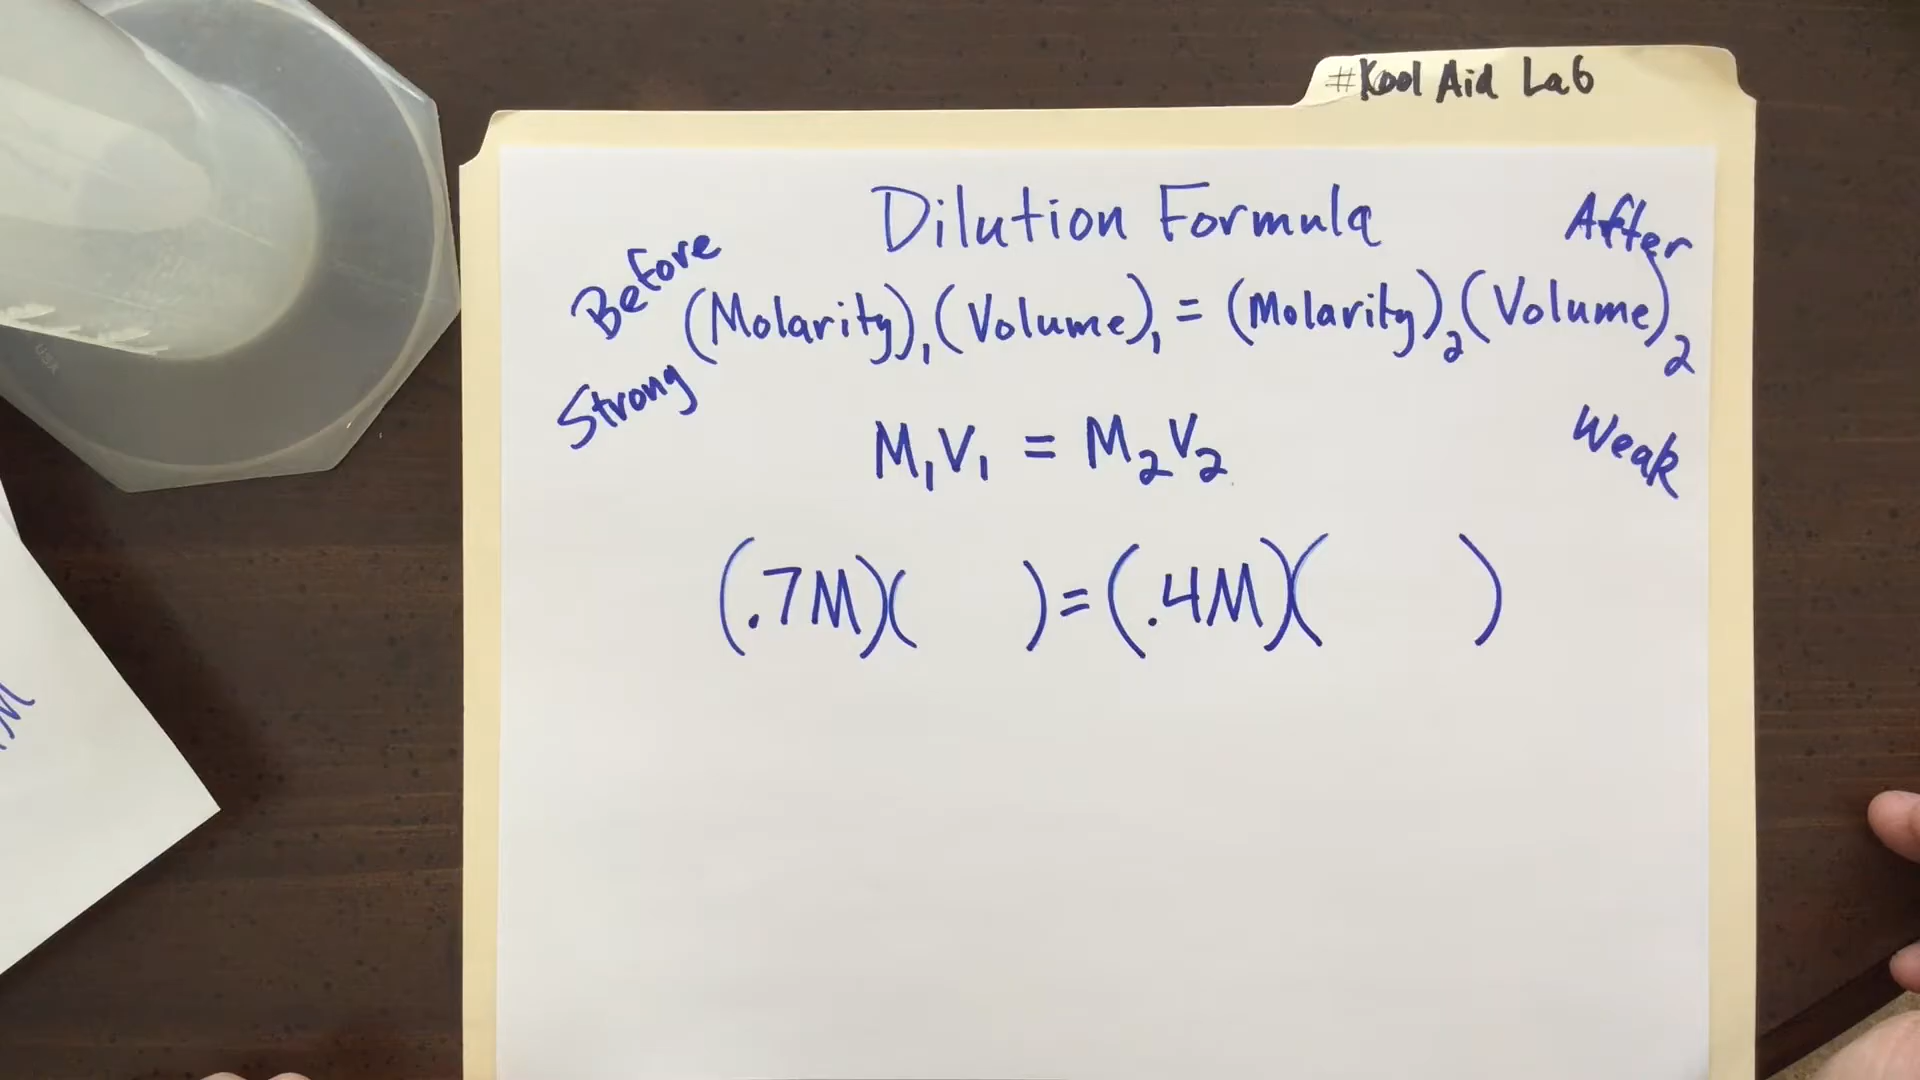 #Kool Aid Lab
Dilution Formula
Before
After
(Molarity)₁(Volume)₁ = (Molarity)₂(Volume)₂
Strong
Weak
M₁V₁ = M₂V₂
(.7M)( ) = (.4M)( )
USA